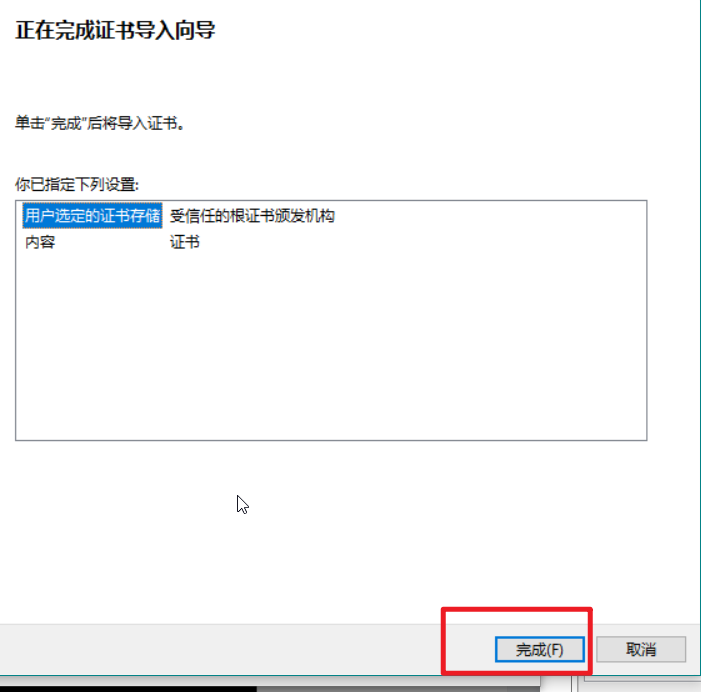 正在完成证书导入向导
单击“完成”后将导入证书。
你已指定下列设置:
用户选定的证书存储 受信任的根证书颁发机构
内容 证书
完成(F) 取消